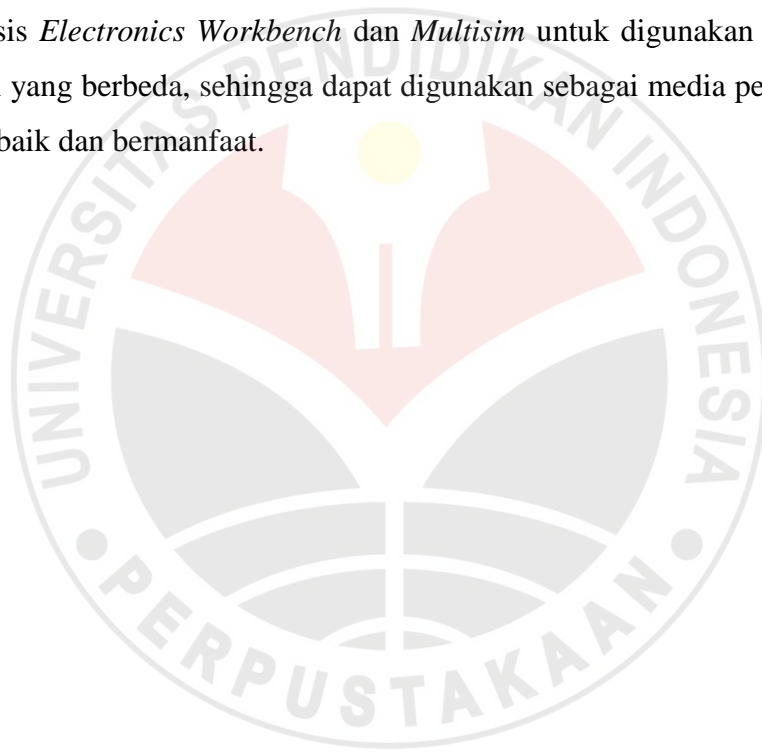 sis Electronics Workbench dan Multisim untuk digunakan
yang berbeda, sehingga dapat digunakan sebagai media pe
baik dan bermanfaat.
UNIVERSITAS PENDIDIKAN INDONESIA
PERPUSTAKAAN